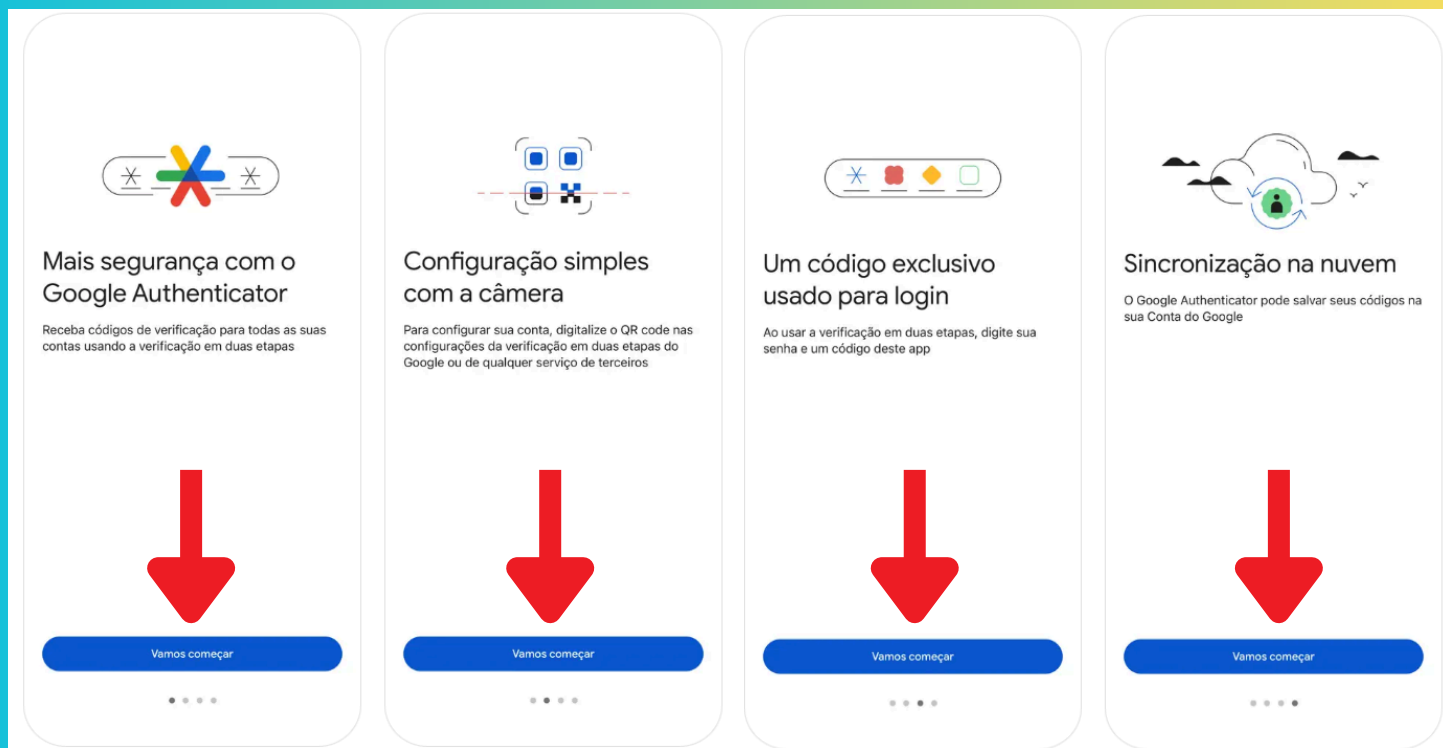 Mais segurança com o
Google Authenticator
Receba códigos de verificação para todas as suas
contas usando a verificação em duas etapas
Vamos começar
Configuração simples
com a câmera
Para configurar sua conta, digitalize o QR code nas
configurações da verificação em duas etapas do
Google ou de qualquer serviço de terceiros
Vamos começar
Um código exclusivo
usado para login
Ao usar a verificação em duas etapas, digite sua
senha e um código deste app
Vamos começar
Sincronização na nuvem
O Google Authenticator pode salvar seus códigos na
sua Conta do Google
Vamos começar